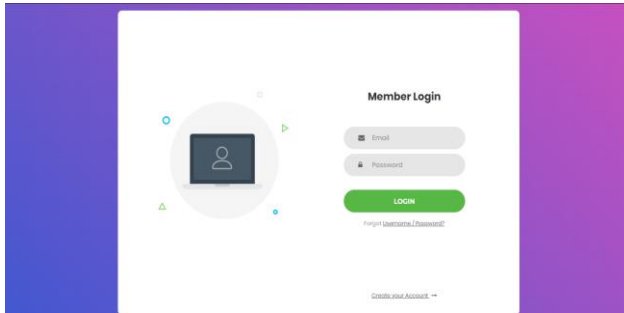 Member Login
Email
Password
LOGIN
Forgot Username / Password?
Create your Account →